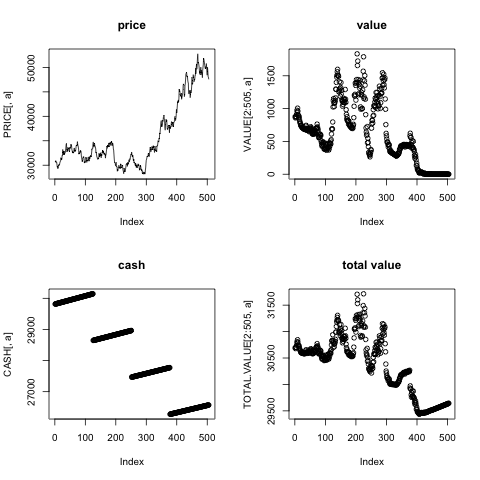 price
PRICE[, a]
50000
40000
30000
0 100 200 300 400 500
Index
value
VALUE[2:505, a]
1500
1000
500
0
0 100 200 300 400 500
Index
cash
CASH[, a]
29000
27000
0 100 200 300 400 500
Index
total value
TOTAL.VALUE[2:505, a]
31500
30500
29500
0 100 200 300 400 500
Index